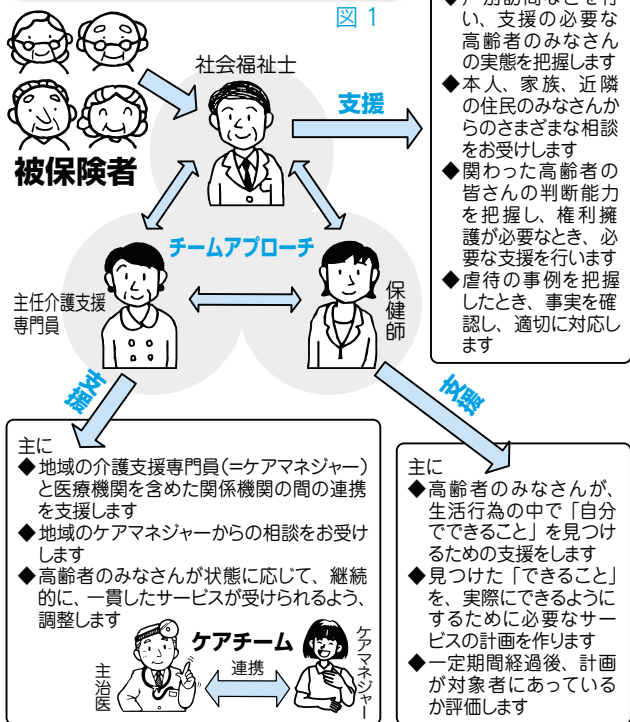 図 1
社会福祉士
支援
被保険者
い、支援の必要な
高齢者のみなさん
の実態を把握します
◆本人、家族、近隣
の住民のみなさんか
らのさまざまな相談
をお受けします
◆関わった高齢者の
皆さんの判断能力
を把握し、権利擁
護が必要なとき、必
要な支援を行います
◆虐待の事例を把握
したとき、事実を確
認し、適切に対応し
ます
チームアプローチ
主任介護支援
専門員
保健師
支援
支援
主に
◆地域の介護支援専門員(=ケアマネジャー)
と医療機関を含めた関係機関の間の連携
を支援します
◆地域のケアマネジャーからの相談をお受け
します
◆高齢者のみなさんが状態に応じて、継続
的に、一貫したサービスが受けられるよう、
調整します
ケアチーム
主治医
連携
ケアマネジャー
主に
◆高齢者のみなさんが、
生活行為の中で「自分
でできること」を見つけ
るための支援をします
◆見つけた「できること」
を、実際にできるように
するために必要なサー
ビスの計画を作ります
◆一定期間経過後、計画
が対象者にあっている
か評価します